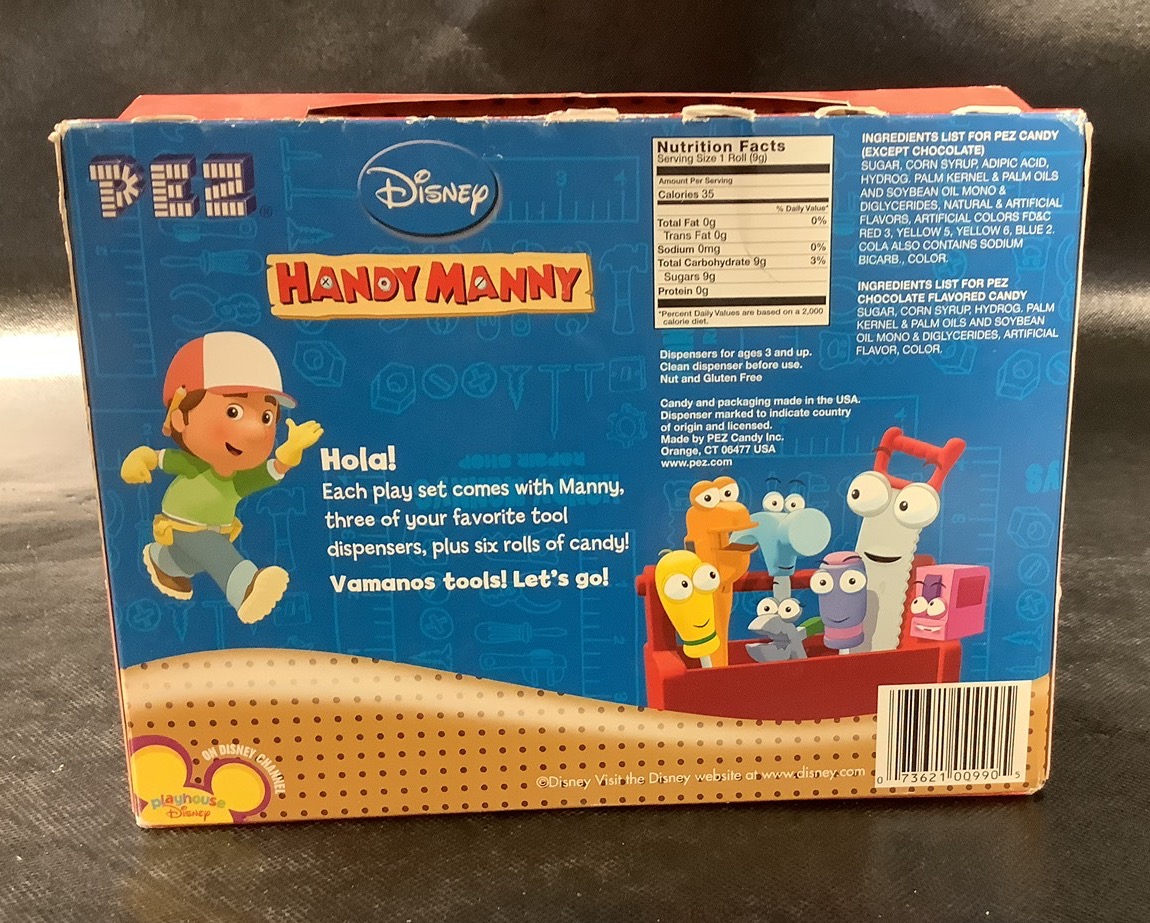 PEZ®
Disney
HANDY MANNY
Hola!
Each play set comes with Manny,
three of your favorite tool
dispensers, plus six rolls of candy!
Vamanos tools! Let's go!
Nutrition Facts
Serving Size 1 Roll (9g)
Amount Per Serving
Calories 35
% Daily Value*
Total Fat 0g 0%
Trans Fat 0g
Sodium 0mg 0%
Total Carbohydrate 9g 3%
Sugars 9g
Protein 0g
*Percent Daily Values are based on a 2,000
calorie diet.
INGREDIENTS LIST FOR PEZ CANDY
(EXCEPT CHOCOLATE)
SUGAR, CORN SYRUP, ADIPIC ACID,
HYDROG. PALM KERNEL & PALM OILS
AND SOYBEAN OIL MONO &
DIGLYCERIDES, NATURAL & ARTIFICIAL
FLAVORS, ARTIFICIAL COLORS FD&C
RED 3, YELLOW 5, YELLOW 6, BLUE 2.
COLA ALSO CONTAINS SODIUM
BICARB., COLOR.
INGREDIENTS LIST FOR PEZ
CHOCOLATE FLAVORED CANDY
SUGAR, CORN SYRUP, HYDROG. PALM
KERNEL & PALM OILS AND SOYBEAN
OIL MONO & DIGLYCERIDES, ARTIFICIAL
FLAVOR, COLOR.
Dispensers for ages 3 and up.
Clean dispenser before use.
Nut and Gluten Free
Candy and packaging made in the USA.
Dispenser marked to indicate country
of origin and licensed.
Made by PEZ Candy Inc.
Orange, CT 06477 USA
www.pez.com
ON DISNEY CHANNEL
playhouse
Disney
©Disney Visit the Disney website at www.disney.com
0 73621 00990 5